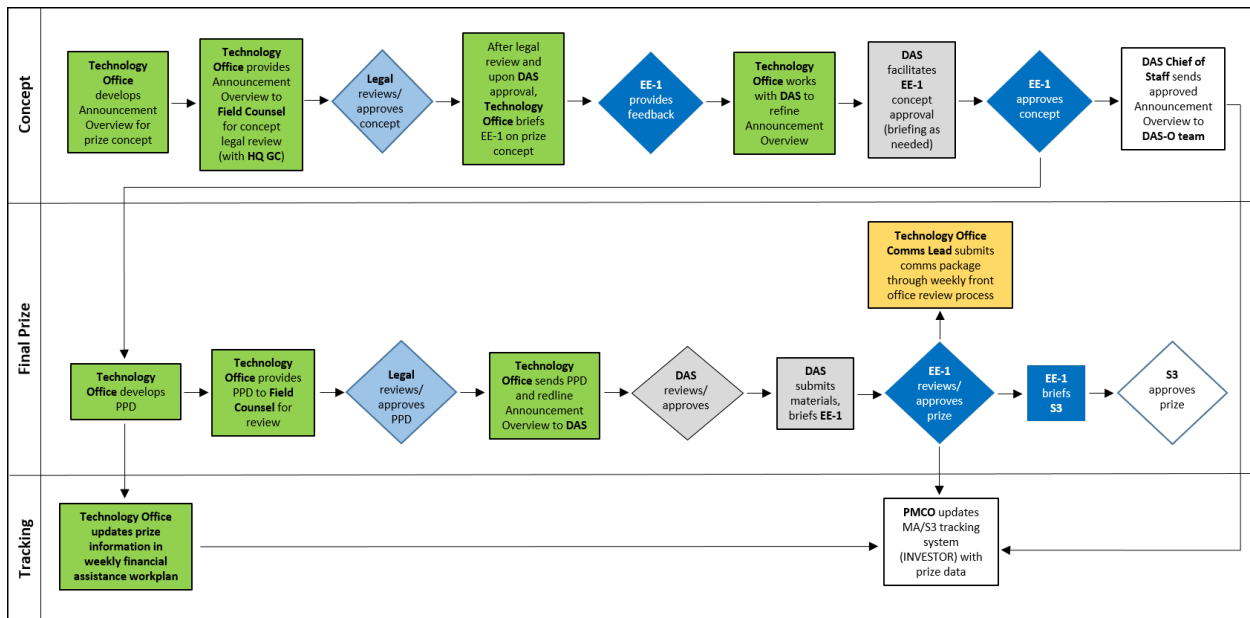 Concept
Technology
Office
develops
Announcement
Overview for
prize concept
Technology
Office provides
Announcement
Overview to
Field Counsel
for concept
legal review
(with HQ GC)
Legal
reviews/
approves
concept
After legal
review and
upon DAS
approval,
Technology
Office briefs
EE-1 on prize
concept
EE-1
provides
feedback
Technology
Office works
with DAS to
refine
Announcement
Overview
DAS
facilitates
EE-1
concept
approval
(briefing as
needed)
EE-1
approves
concept
DAS Chief of
Staff sends
approved
Announcement
Overview to
DAS-O team
Final Prize
Technology Office
Comms Lead submits
comms package
through weekly front
office review process
Technology
Office develops
PPD
Technology
Office provides
PPD to Field
Counsel for
review
Legal
reviews/
approves PPD
Technology
Office sends PPD
and redline
Announcement
Overview to DAS
DAS
reviews/
approves
DAS
submits
materials,
briefs EE-1
EE-1
reviews/
approves
prize
EE-1
briefs
S3
S3
approves
prize
Tracking
Technology Office
updates prize
information in
weekly financial
assistance workplan
PMCO updates
MA/S3 tracking
system
(INVESTOR) with
prize data